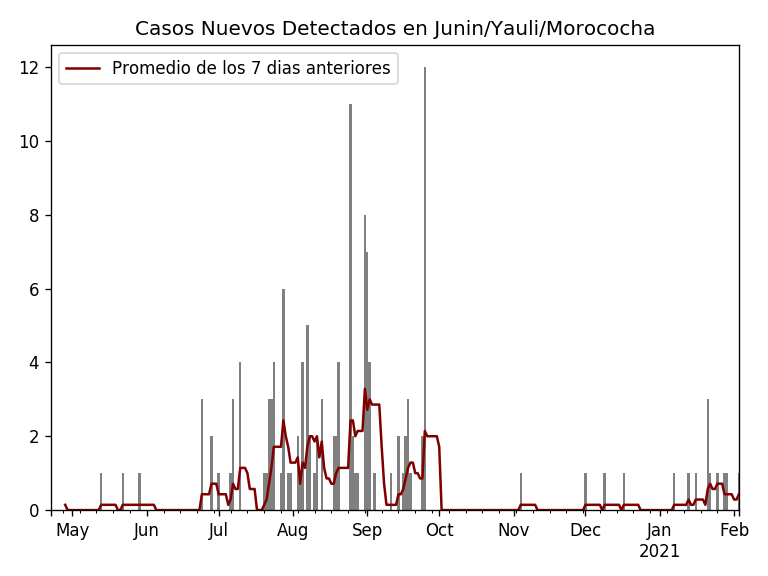 Casos Nuevos Detectados en Junin/Yauli/Morococha
Promedio de los 7 dias anteriores
12
10
8
6
4
2
0
May Jun Jul Aug Sep Oct Nov Dec Jan Feb
2021